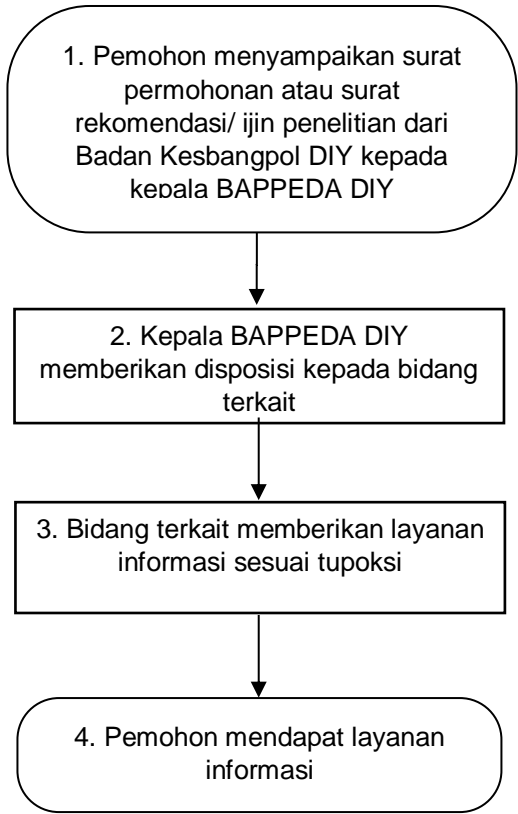 1. Pemohon menyampaikan surat
permohonan atau surat
rekomendasi/ ijin penelitian dari
Badan Kesbangpol DIY kepada
kepala BAPPEDA DIY
2. Kepala BAPPEDA DIY
memberikan disposisi kepada bidang
terkait
3. Bidang terkait memberikan layanan
informasi sesuai tupoksi
4. Pemohon mendapat layanan
informasi